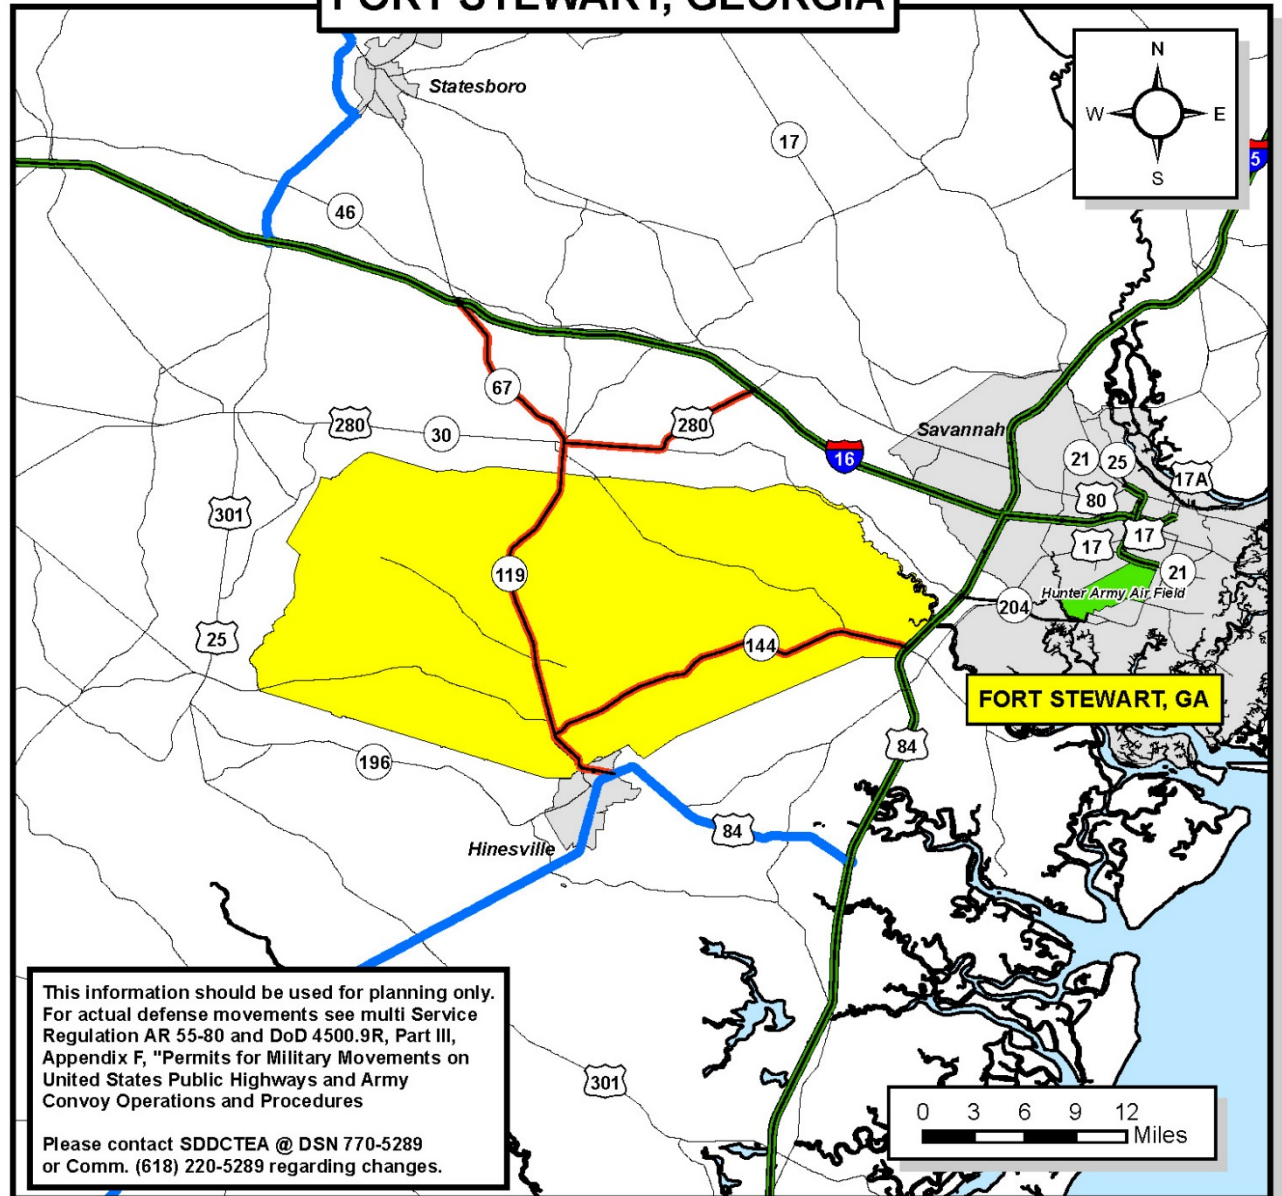 FORT STEWART, GEORGIA
N
W
E
S
Statesboro
17
5
46
67
280
280
30
Savannah
16
21
25
17A
80
301
17
17
119
21
Hunter Army Air Field
204
25
144
FORT STEWART, GA
84
196
84
Hinesville
This information should be used for planning only.
For actual defense movements see multi Service
Regulation AR 55-80 and DoD 4500.9R, Part III,
Appendix F, "Permits for Military Movements on
United States Public Highways and Army
Convoy Operations and Procedures
Please contact SDDCTEA @ DSN 770-5289
or Comm. (618) 220-5289 regarding changes.
301
0 3 6 9 12
Miles